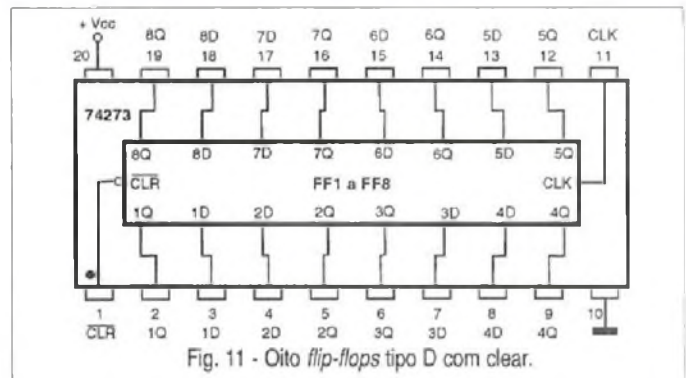 + Vcc
8Q 8D 7D 7Q 6D 6Q 5D 5Q CLK
20 19 18 17 16 15 14 13 12 11
74273
8Q 8D 7D 7Q 6D 6Q 5D 5Q
CLR FF1 a FF8 CLK
1Q 1D 2D 2Q 3Q 3D 4D 4Q
1 2 3 4 5 6 7 8 9 10
CLR 1Q 1D 2D 2Q 3Q 3D 4D 4Q
Fig. 11 - Oito flip-flops tipo D com clear.